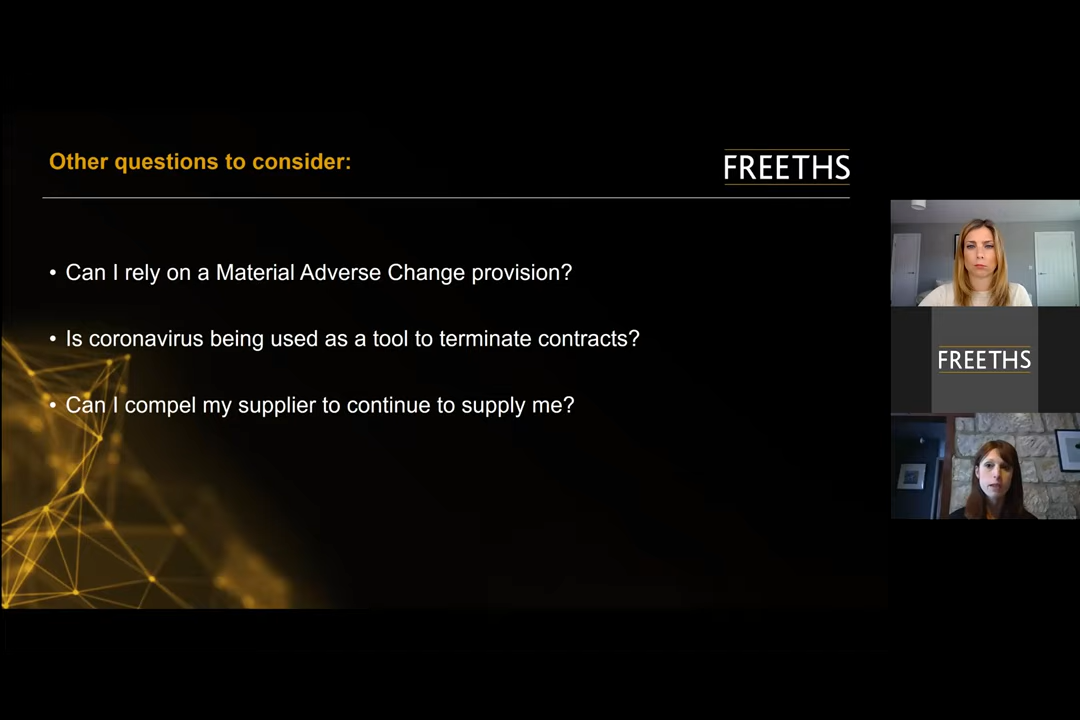 Other questions to consider:
FREETHS
• Can I rely on a Material Adverse Change provision?
• Is coronavirus being used as a tool to terminate contracts?
• Can I compel my supplier to continue to supply me?
FREETHS